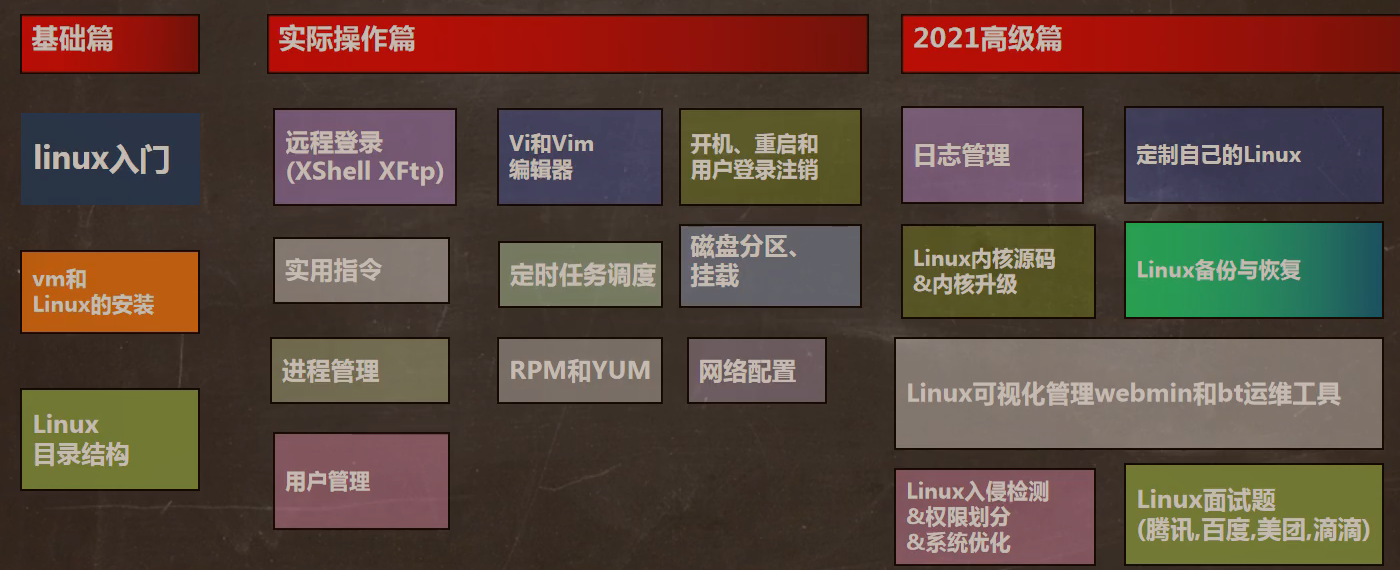 基础篇
实际操作篇
2021高级篇
linux入门
vm和
Linux的安装
Linux
目录结构
远程登录
(XShell XFtp)
Vi和Vim
编辑器
开机、重启和
用户登录注销
实用指令
定时任务调度
磁盘分区、
挂载
进程管理
RPM和YUM
网络配置
用户管理
日志管理
定制自己的Linux
Linux内核源码
&内核升级
Linux备份与恢复
Linux可视化管理webmin和bt运维工具
Linux入侵检测
&权限划分
&系统优化
Linux面试题
(腾讯,百度,美团,滴滴)